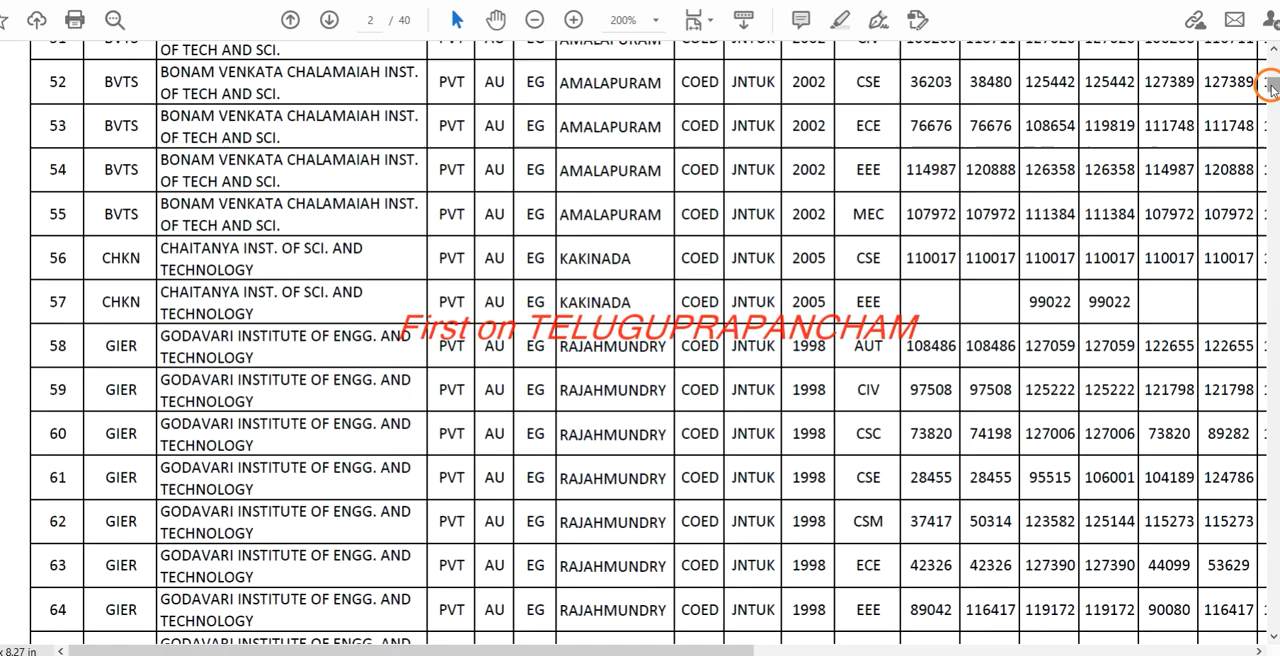 2 / 40
200%
OF TECH AND SCI.
52 BVTS BONAM VENKATA CHALAMAIAH INST. PVT AU EG AMALAPURAM COED JNTUK 2002 CSE 36203 38480 125442 125442 127389 127389
OF TECH AND SCI.
53 BVTS BONAM VENKATA CHALAMAIAH INST. PVT AU EG AMALAPURAM COED JNTUK 2002 ECE 76676 76676 108654 119819 111748 111748
OF TECH AND SCI.
54 BVTS BONAM VENKATA CHALAMAIAH INST. PVT AU EG AMALAPURAM COED JNTUK 2002 EEE 114987 120888 126358 126358 114987 120888
OF TECH AND SCI.
55 BVTS BONAM VENKATA CHALAMAIAH INST. PVT AU EG AMALAPURAM COED JNTUK 2002 MEC 107972 107972 111384 111384 107972 107972
OF TECH AND SCI.
56 CHKN CHAITANYA INST. OF SCI. AND PVT AU EG KAKINADA COED JNTUK 2005 CSE 110017 110017 110017 110017 110017 110017
TECHNOLOGY
57 CHKN CHAITANYA INST. OF SCI. AND PVT AU EG KAKINADA COED JNTUK 2005 EEE 99022 99022
TECHNOLOGY
First on TELUGUPRAPANCHAM
58 GIER GODAVARI INSTITUTE OF ENGG. AND PVT AU EG RAJAHMUNDRY COED JNTUK 1998 AUT 108486 108486 127059 127059 122655 122655
TECHNOLOGY
59 GIER GODAVARI INSTITUTE OF ENGG. AND PVT AU EG RAJAHMUNDRY COED JNTUK 1998 CIV 97508 97508 125222 125222 121798 121798
TECHNOLOGY
60 GIER GODAVARI INSTITUTE OF ENGG. AND PVT AU EG RAJAHMUNDRY COED JNTUK 1998 CSC 73820 74198 127006 127006 73820 89282
TECHNOLOGY
61 GIER GODAVARI INSTITUTE OF ENGG. AND PVT AU EG RAJAHMUNDRY COED JNTUK 1998 CSE 28455 28455 95515 106001 104189 124786
TECHNOLOGY
62 GIER GODAVARI INSTITUTE OF ENGG. AND PVT AU EG RAJAHMUNDRY COED JNTUK 1998 CSM 37417 50314 123582 125144 115273 115273
TECHNOLOGY
63 GIER GODAVARI INSTITUTE OF ENGG. AND PVT AU EG RAJAHMUNDRY COED JNTUK 1998 ECE 42326 42326 127390 127390 44099 53629
TECHNOLOGY
64 GIER GODAVARI INSTITUTE OF ENGG. AND PVT AU EG RAJAHMUNDRY COED JNTUK 1998 EEE 89042 116417 119172 119172 90080 116417
TECHNOLOGY
GODAVARI INSTITUTE OF ENGG. AND
x 8.27 in